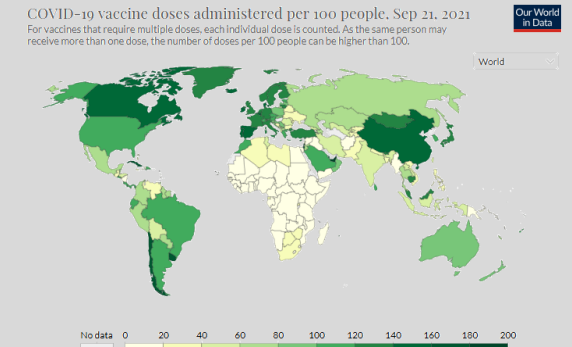 COVID-19 vaccine doses administered per 100 people, Sep 21, 2021
For vaccines that require multiple doses, each individual dose is counted. As the same person may
receive more than one dose, the number of doses per 100 people can be higher than 100.
Our World
in Data
World
No data 0 20 40 60 80 100 120 140 160 180 200